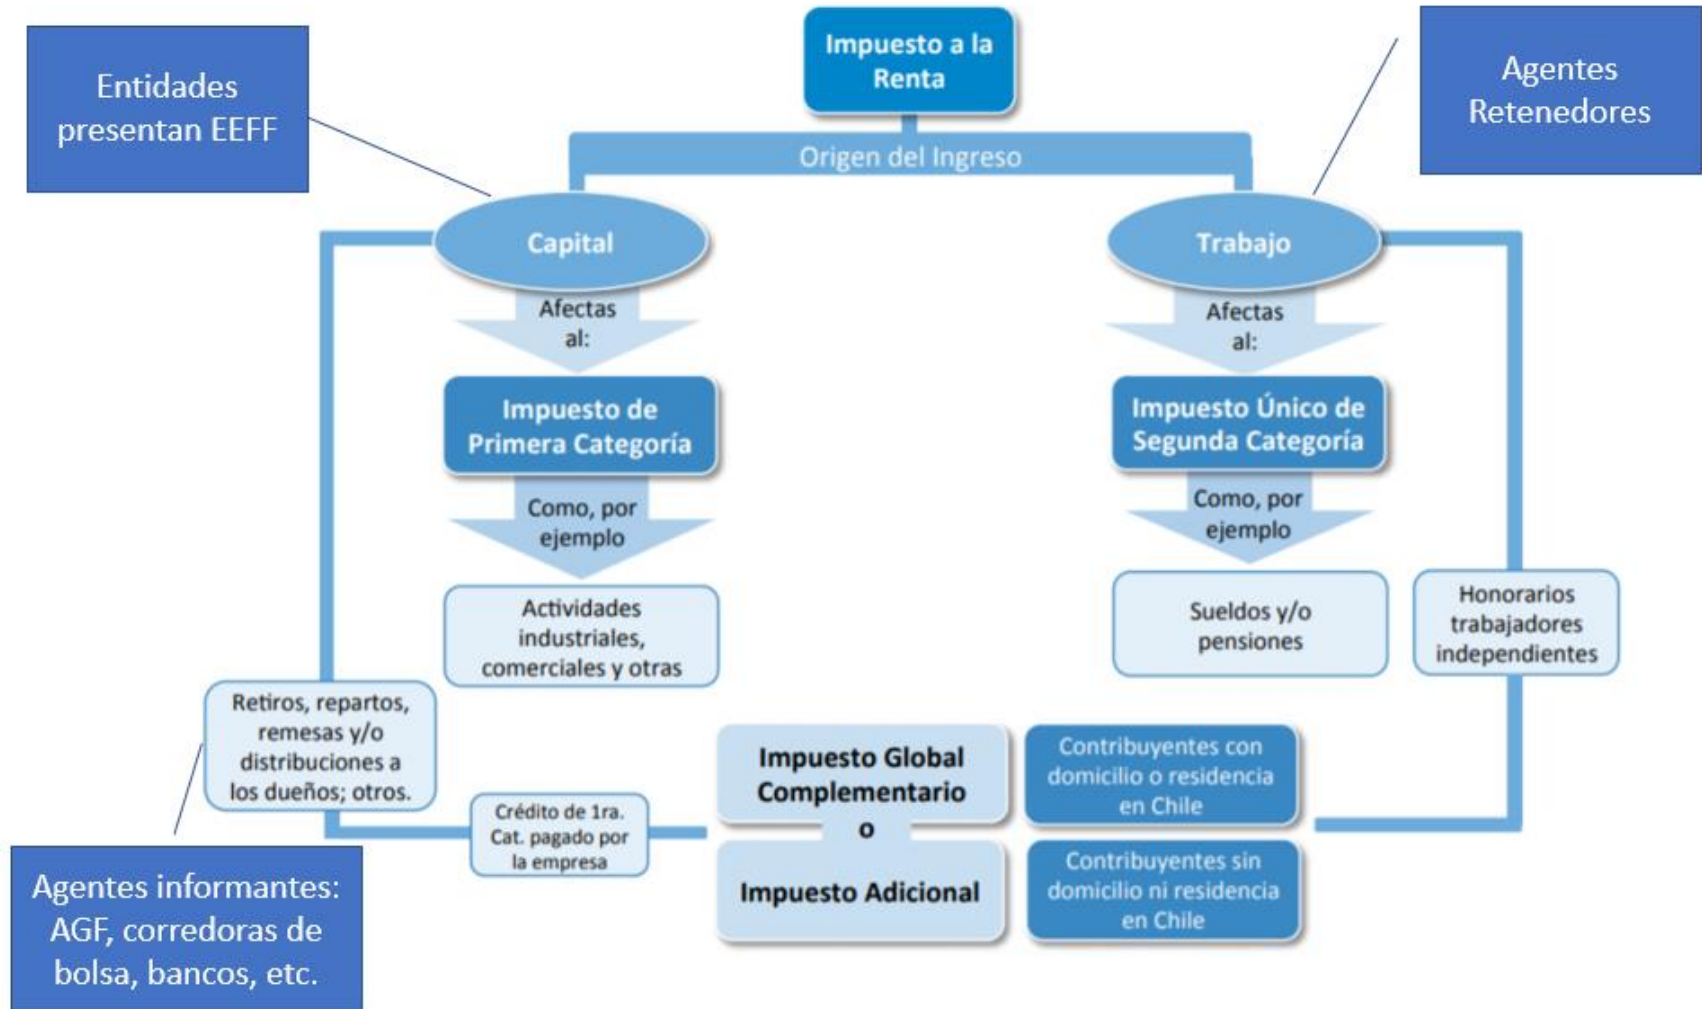 Impuesto a la
Renta
Entidades
presentan EEFF
Agentes
Retenedores
Origen del Ingreso
Capital
Trabajo
Afectas
al:
Afectas
al:
Impuesto de
Primera Categoría
Impuesto Único de
Segunda Categoría
Como, por
ejemplo
Como, por
ejemplo
Actividades
industriales,
comerciales y otras
Sueldos y/o
pensiones
Honorarios
trabajadores
independientes
Retiros, repartos,
remesas y/o
distribuciones a
los dueños; otros.
Crédito de 1ra.
Cat. pagado por
la empresa
Impuesto Global
Complementario
o
Impuesto Adicional
Contribuyentes con
domicilio o residencia
en Chile
Contribuyentes sin
domicilio ni residencia
en Chile
Agentes informantes:
AGF, corredoras de
bolsa, bancos, etc.